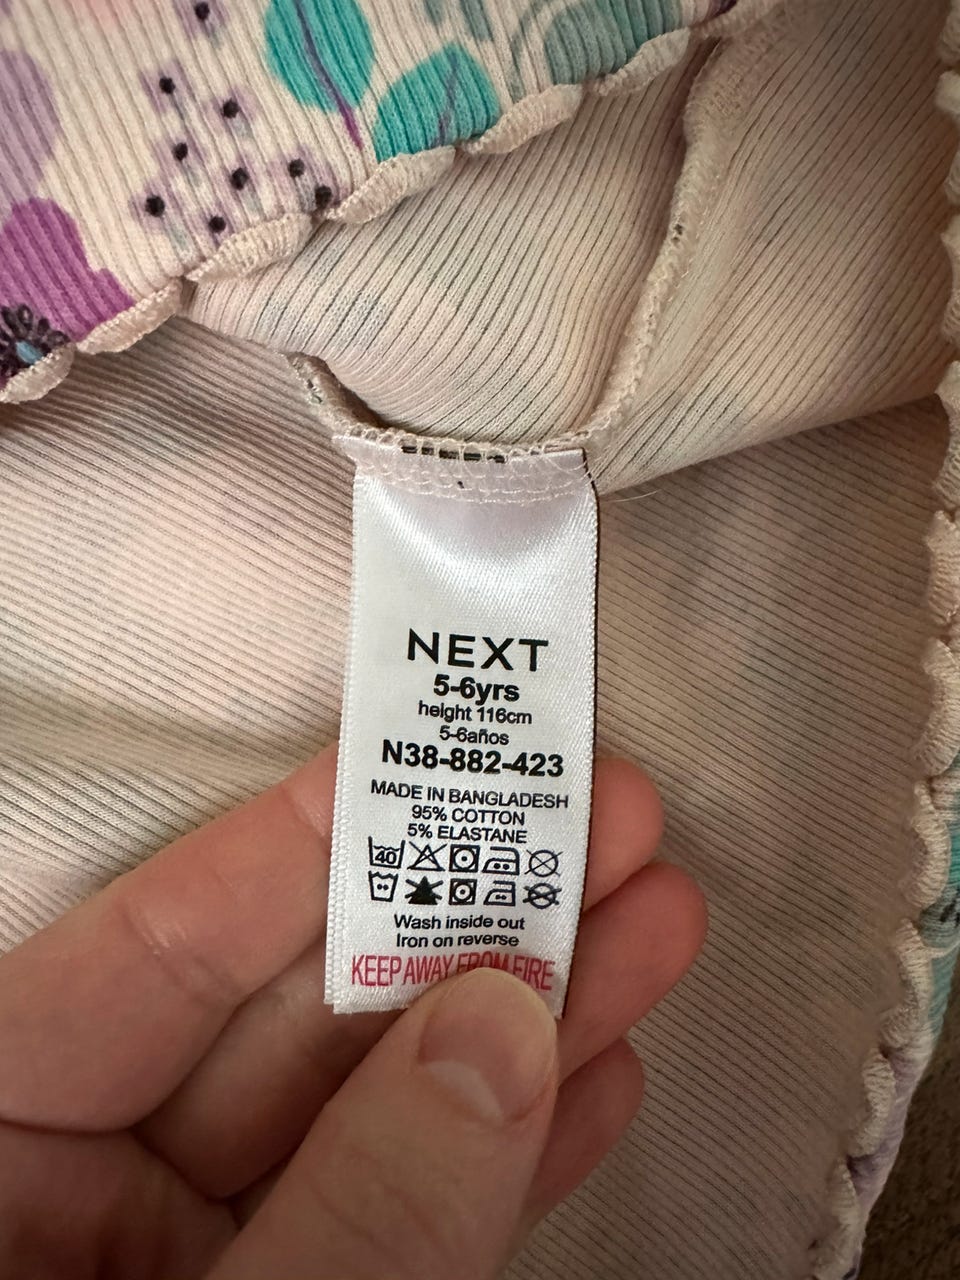 NEXT
5-6yrs
height 116cm
5-6años
N38-882-423
MADE IN BANGLADESH
95% COTTON
5% ELASTANE
40
Wash inside out
Iron on reverse
KEEP AWAY FROM FIRE